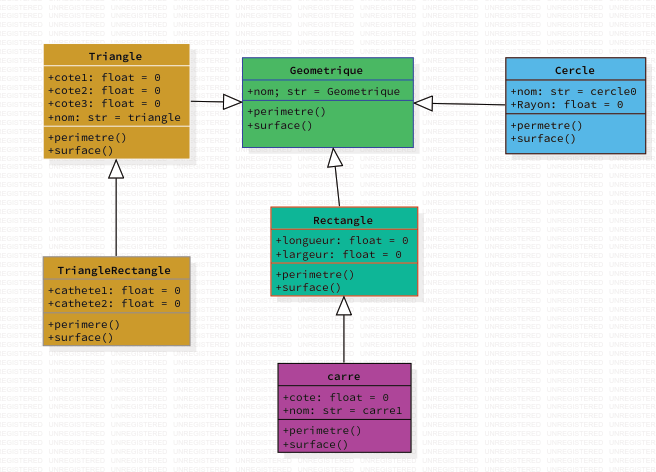 Triangle
+cote1: float = 0
+cote2: float = 0
+cote3: float = 0
+nom: str = triangle
+perimetre()
+surface()
Geometrique
+nom; str = Geometrique
+perimetre()
+surface()
Cercle
+nom: str = cercle0
+Rayon: float = 0
+permetre()
+surface()
Rectangle
+longueur: float = 0
+largeur: float = 0
+perimetre()
+surface()
TriangleRectangle
+cathete1: float = 0
+cathete2: float = 0
+perimere()
+surface()
carre
+cote: float = 0
+nom: str = carre1
+perimetre()
+surface()
UNREGISTERED